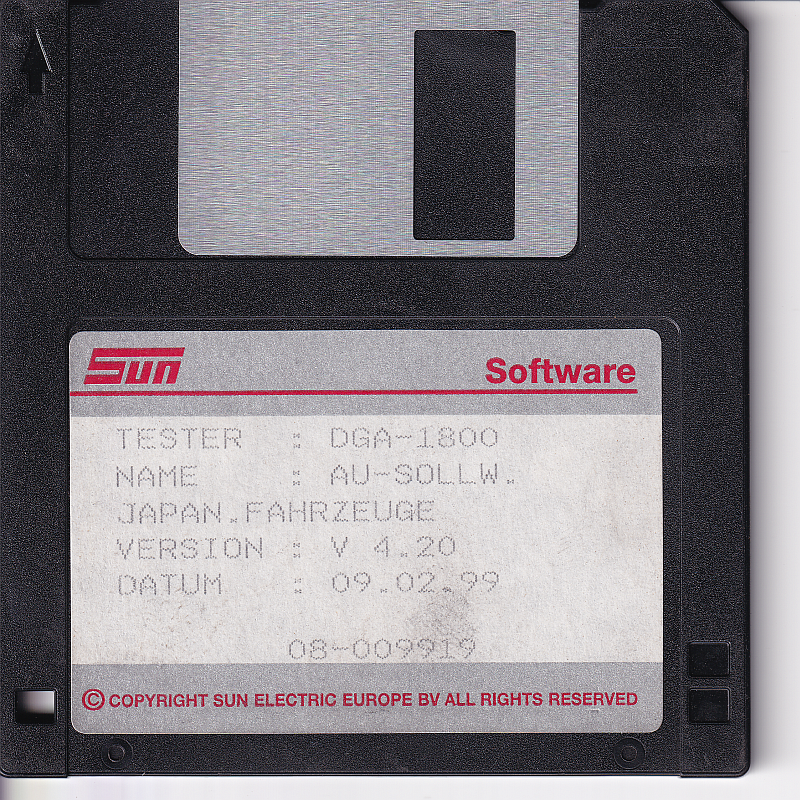 Sun Software
TESTER : DGA-1800
NAME : AU-SOLLW.
JAPAN.FAHRZEUGE
VERSION : V 4.20
DATUM : 09.02.99
08-009919
© COPYRIGHT SUN ELECTRIC EUROPE BV ALL RIGHTS RESERVED